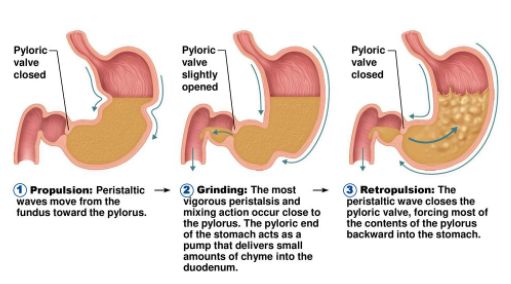 Pyloric
valve
closed
Pyloric
valve
slightly
opened
Pyloric
valve
closed
1 Propulsion: Peristaltic
waves move from the
fundus toward the pylorus.
2 Grinding: The most
vigorous peristalsis and
mixing action occur close to
the pylorus. The pyloric end
of the stomach acts as a
pump that delivers small
amounts of chyme into the
duodenum.
3 Retropulsion: The
peristaltic wave closes the
pyloric valve, forcing most of
the contents of the pylorus
backward into the stomach.